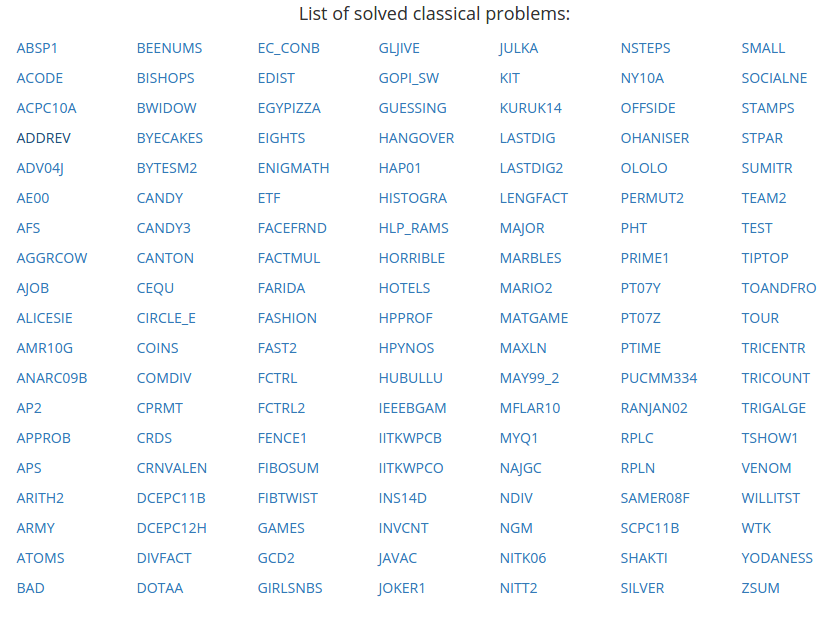 List of solved classical problems:
ABSP1 BEENUMS EC_CONB GLJIVE JULKA NSTEPS SMALL
ACODE BISHOPS EDIST GOPI_SW KIT NY10A SOCIALNE
ACPC10A BWIDOW EGYPIZZA GUESSING KURUK14 OFFSIDE STAMPS
ADDREV BYECAKES EIGHTS HANGOVER LASTDIG OHANISER STPAR
ADV04J BYTESM2 ENIGMATH HAP01 LASTDIG2 OLOLO SUMITR
AE00 CANDY ETF HISTOGRA LENGFACT PERMUT2 TEAM2
AFS CANDY3 FACEFRND HLP_RAMS MAJOR PHT TEST
AGGRCOW CANTON FACTMUL HORRIBLE MARBLES PRIME1 TIPTOP
AJOB CEQU FARIDA HOTELS MARIO2 PT07Y TOANDFRO
ALICESIE CIRCLE_E FASHION HPPROF MATGAME PT07Z TOUR
AMR10G COINS FAST2 HPYNOS MAXLN PTIME TRICENTR
ANARC09B COMDIV FCTRL HUBULLU MAY99_2 PUCMM334 TRICOUNT
AP2 CPRMT FCTRL2 IEEEBGAM MFLAR10 RANJAN02 TRIGALGE
APPROB CRDS FENCE1 IITKWPCB MYQ1 RPLC TSHOW1
APS CRNVALEN FIBOSUM IITKWPCO NAJGC RPLN VENOM
ARITH2 DCEPC11B FIBTWIST INS14D NDIV SAMER08F WILLITST
ARMY DCEPC12H GAMES INVCNT NGM SCPC11B WTK
ATOMS DIVFACT GCD2 JAVAC NITK06 SHAKTI YODANESS
BAD DOTAA GIRLSNBS JOKER1 NITT2 SILVER ZSUM